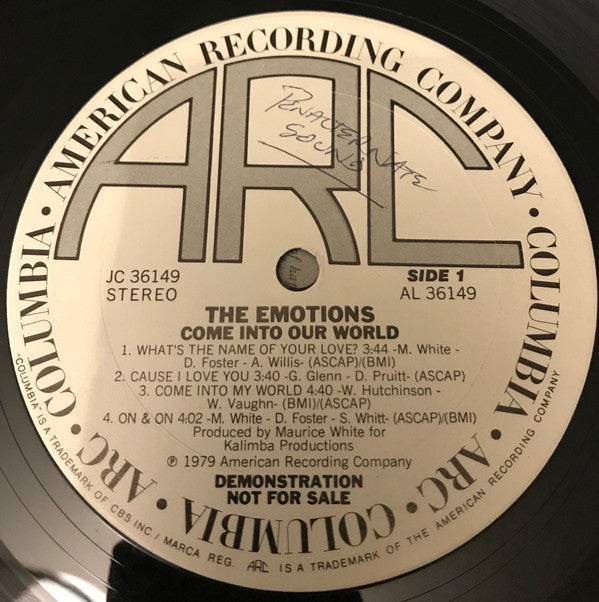 AMERICAN RECORDING COMPANY • COLUMBIA • ARC • COLUMBIA • ARC • COLUMBIA •
ARC
SOUND
JC 36149
STEREO
SIDE 1
AL 36149
THE EMOTIONS
COME INTO OUR WORLD
1. WHAT'S THE NAME OF YOUR LOVE? 3:44 -M. White -
D. Foster - A. Willis- (ASCAP)/(BMI)
2. CAUSE I LOVE YOU 3:40 -G. Glenn - D. Pruitt- (ASCAP)
3. COME INTO MY WORLD 4:40 -W. Hutchinson -
W. Vaughn- (BMI)/(ASCAP)
4. ON & ON 4:02 -M. White - D. Foster - S. Whitt- (ASCAP)/(BMI)
Produced by Maurice White for
Kalimba Productions
℗ 1979 American Recording Company
DEMONSTRATION
NOT FOR SALE
"COLUMBIA" IS A TRADEMARK OF CBS INC / MARCA REG. ARC IS A TRADEMARK OF THE AMERICAN RECORDING COMPANY